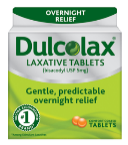 OVERNIGHT
RELIEF
Dulcolax®
LAXATIVE TABLETS
(bisacodyl USP 5mg)
Gentle, predictable
overnight relief
#1
TABLETS